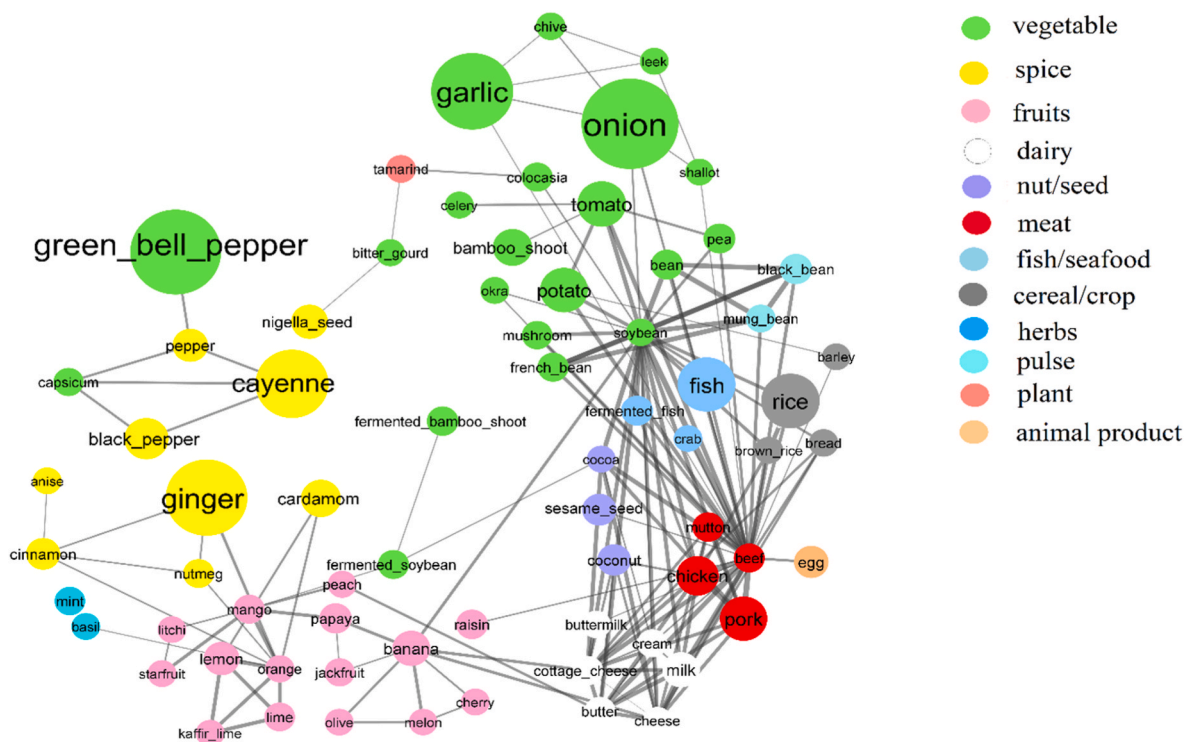 chive
leek
garlic
onion
tamarind
colocasia
shallot
celery
tomato
green_bell_pepper
bitter_gourd
bamboo_shoot
pea
bean
black_bean
okra
potato
nigella_seed
mung_bean
mushroom
soybean
pepper
french_bean
barley
capsicum
cayenne
fish
rice
fermented_bamboo_shoot
fermented_fish
black_pepper
crab
brown_rice
bread
cocoa
anise
ginger
cardamom
sesame_seed
mutton
cinnamon
fermented_soybean
coconut
beef
egg
nutmeg
peach
chicken
mint
mango
papaya
raisin
buttermilk
pork
basil
litchi
cream
banana
lemon
orange
starfruit
jackfruit
cottage_cheese
milk
cherry
butter
lime
olive
melon
cheese
kaffir_lime
vegetable
spice
fruits
dairy
nut/seed
meat
fish/seafood
cereal/crop
herbs
pulse
plant
animal product